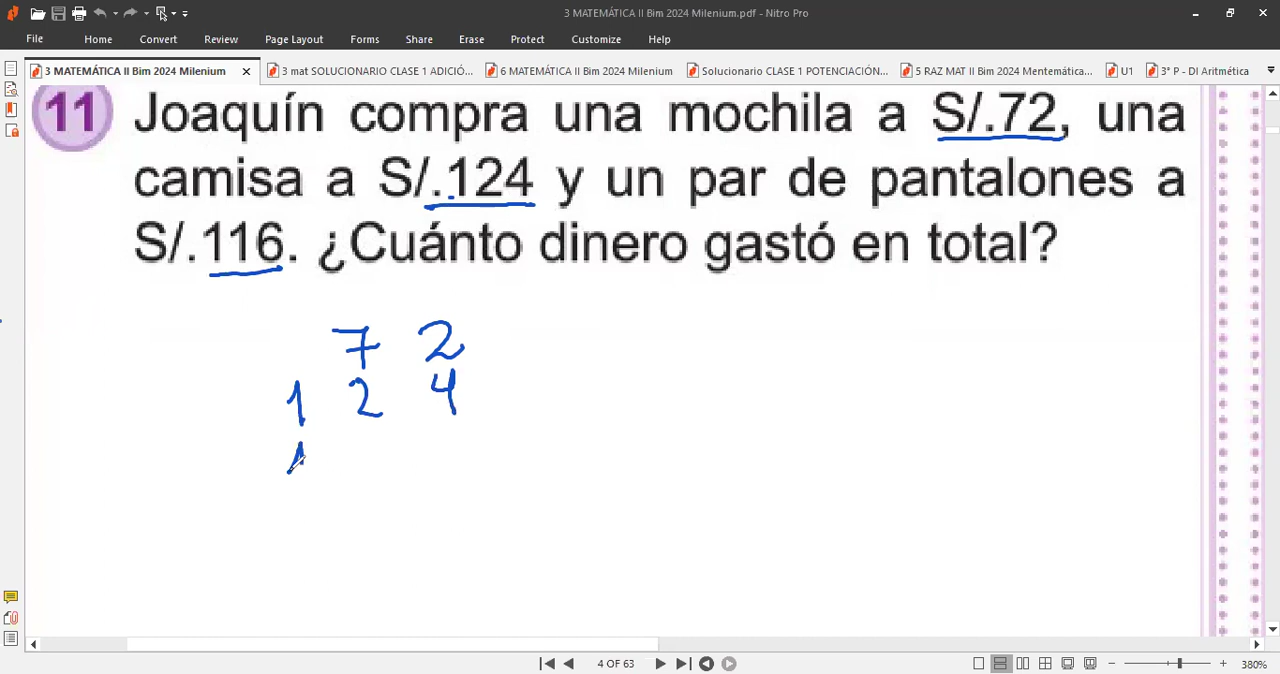 3 MATEMÁTICA II Bim 2024 Milenium.pdf - Nitro Pro
File Home Convert Review Page Layout Forms Share Erase Protect Customize Help
3 MATEMÁTICA II Bim 2024 Milenium 3 mat SOLUCIONARIO CLASE 1 ADICIÓ... 6 MATEMÁTICA II Bim 2024 Milenium Solucionario CLASE 1 POTENCIACIÓN... 5 RAZ MAT II Bim 2024 Mentemática... U1 3° P - DI Aritmética
11 Joaquín compra una mochila a S/.72, una
camisa a S/.124 y un par de pantalones a
S/.116. ¿Cuánto dinero gastó en total?
7 2
1 2 4
1
4 OF 63 380%